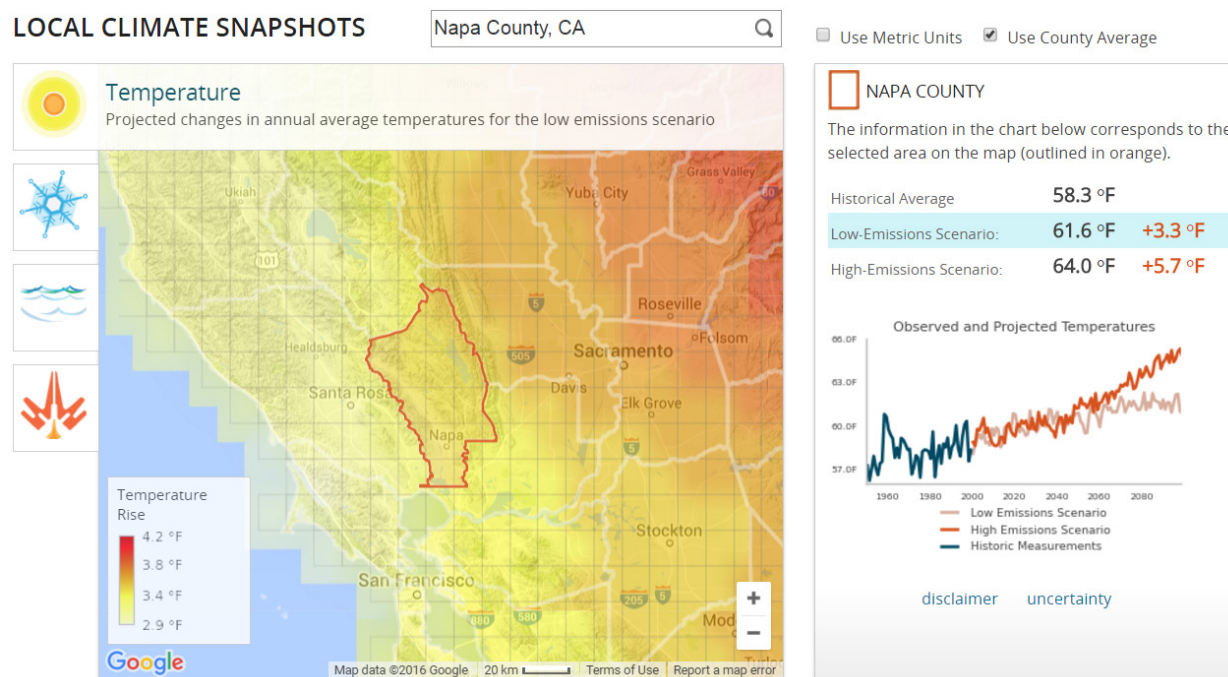 LOCAL CLIMATE SNAPSHOTS
Napa County, CA
Use Metric Units
Use County Average
Temperature
Projected changes in annual average temperatures for the low emissions scenario
Ukiah
101
Healdsburg
Santa Rosa
Napa
Yuba City
Grass Valley
80
5
Roseville
Folsom
505
Sacramento
Davis
Elk Grove
5
Stockton
San Francisco
880
580
205
5
Temperature
Rise
4.2 °F
3.8 °F
3.4 °F
2.9 °F
+
−
Google
Map data ©2016 Google
20 km
Terms of Use
Report a map error
NAPA COUNTY
The information in the chart below corresponds to the
selected area on the map (outlined in orange).
Historical Average 58.3 °F
Low-Emissions Scenario: 61.6 °F +3.3 °F
High-Emissions Scenario: 64.0 °F +5.7 °F
Observed and Projected Temperatures
66.0F
63.0F
60.0F
57.0F
1960 1980 2000 2020 2040 2060 2080
Low Emissions Scenario
High Emissions Scenario
Historic Measurements
disclaimer uncertainty